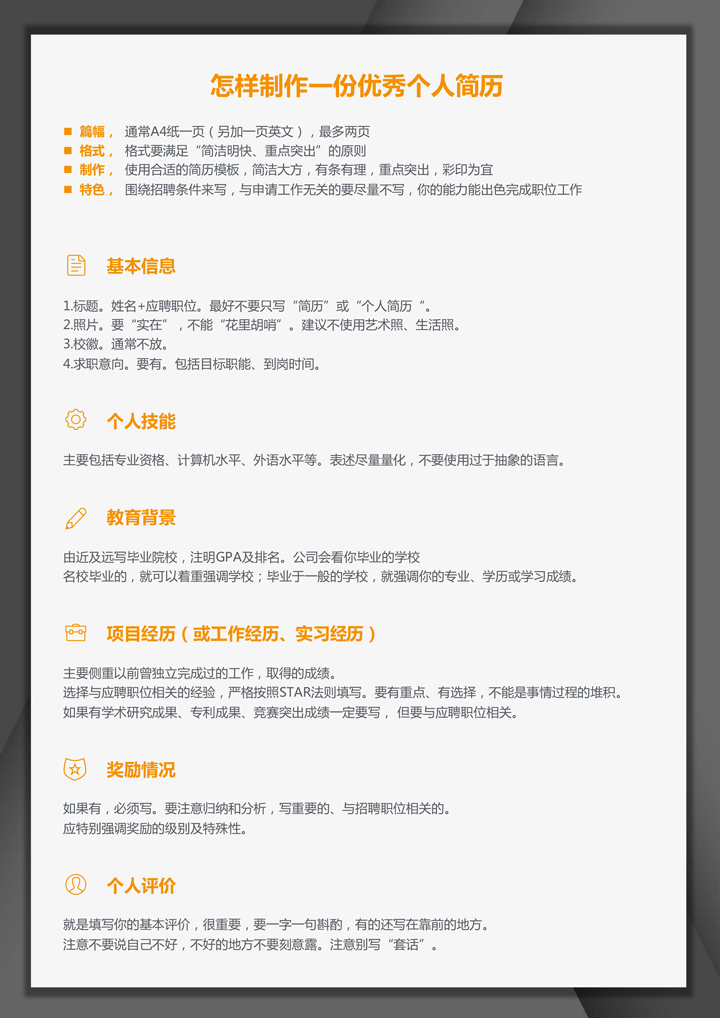 怎样制作一份优秀个人简历
■ 篇幅， 通常A4纸一页（另加一页英文），最多两页
■ 格式， 格式要满足“简洁明快、重点突出”的原则
■ 制作， 使用合适的简历模板，简洁大方，有条有理，重点突出，彩印为宜
■ 特色， 围绕招聘条件来写，与申请工作无关的要尽量不写，你的能力能出色完成职位工作
基本信息
1.标题。姓名+应聘职位。最好不要只写“简历”或“个人简历“。
2.照片。要“实在”，不能“花里胡哨”。建议不使用艺术照、生活照。
3.校徽。通常不放。
4.求职意向。要有。包括目标职能、到岗时间。
个人技能
主要包括专业资格、计算机水平、外语水平等。表述尽量量化，不要使用过于抽象的语言。
教育背景
由近及远写毕业院校，注明GPA及排名。公司会看你毕业的学校
名校毕业的，就可以着重强调学校；毕业于一般的学校，就强调你的专业、学历或学习成绩。
项目经历（或工作经历、实习经历）
主要侧重以前曾独立完成过的工作，取得的成绩。
选择与应聘职位相关的经验，严格按照STAR法则填写。要有重点、有选择，不能是事情过程的堆积。
如果有学术研究成果、专利成果、竞赛突出成绩一定要写， 但要与应聘职位相关。
奖励情况
如果有，必须写。要注意归纳和分析，写重要的、与招聘职位相关的。
应特别强调奖励的级别及特殊性。
个人评价
就是填写你的基本评价，很重要，要一字一句斟酌，有的还写在靠前的地方。
注意不要说自己不好，不好的地方不要刻意露。注意别写“套话”。